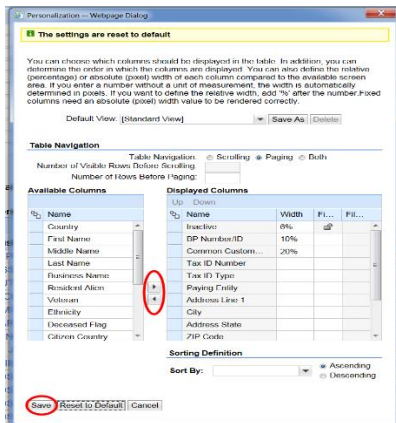 Personalization -- Webpage Dialog
The settings are reset to default
You can choose which columns should be displayed in the table. In addition, you can
determine the order in which the columns are displayed. You can also define the relative
(percentage) or absolute (pixel) width of each column compared to the available screen
area. If you enter a number without a unit of measurement, the width is automatically
determined in pixels. If you want to define the relative width, add '%' after the number.Fixed
columns need an absolute (pixel) width value to be rendered correctly.
Default View: [Standard View] Save As Delete
Table Navigation
Table Navigation: Scrolling Paging Both
Number of Visible Rows Before Scrolling:
Number of Rows Before Paging:
Available Columns Displayed Columns
Up Down
Name Name Width Fi... Fil...
Country Inactive 6%
First Name BP Number/ID 10%
Middle Name Common Custom... 20%
Last Name Tax ID Number
Business Name Tax ID Type
Resident Alien Paying Entity
Veteran Address Line 1
Ethnicity City
Deceased Flag Address State
Citizen Country ZIP Code
Sorting Definition
Sort By: Ascending
Descending
Save Reset to Default Cancel